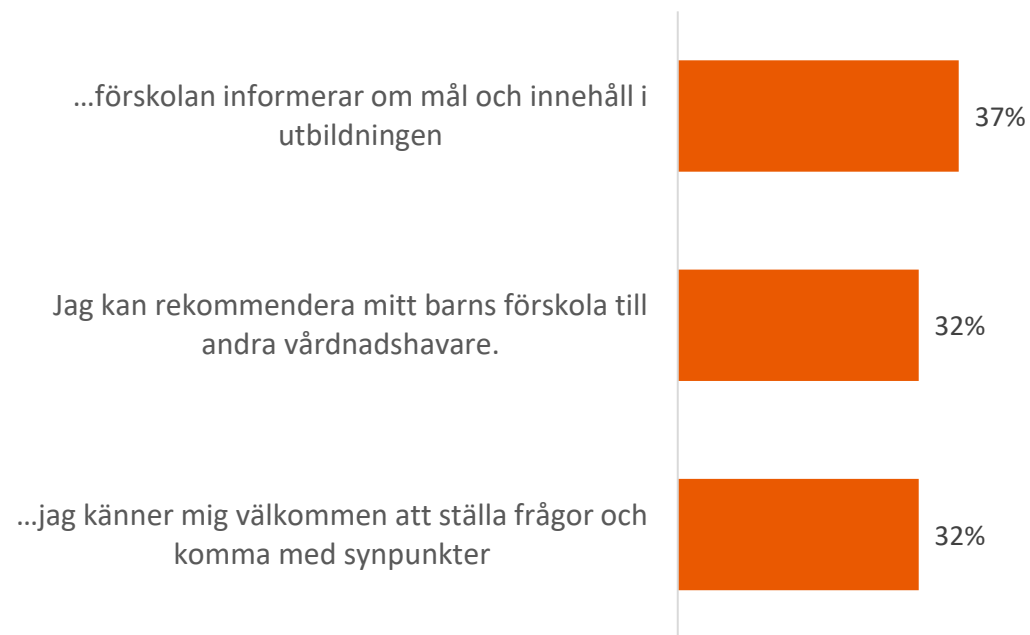 ...förskolan informerar om mål och innehåll i
utbildningen
37%
Jag kan rekommendera mitt barns förskola till
andra vårdnadshavare.
32%
...jag känner mig välkommen att ställa frågor och
komma med synpunkter
32%